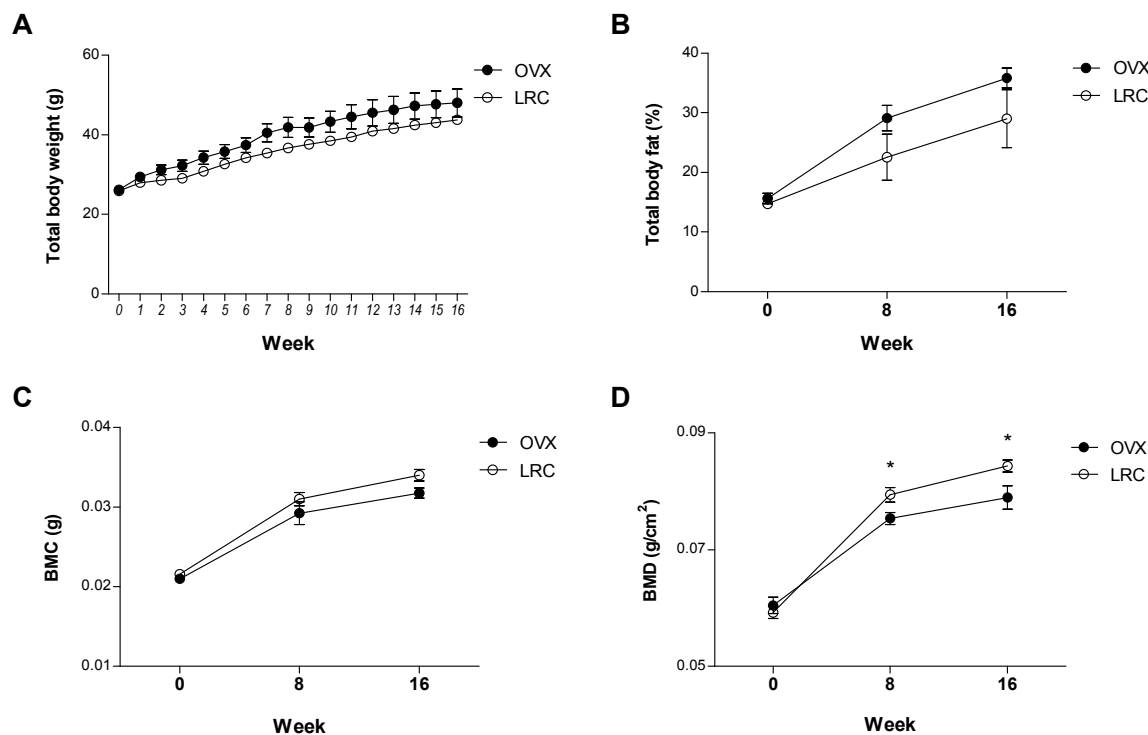 A
Total body weight (g)
60
40
20
0
0 1 2 3 4 5 6 7 8 9 10 11 12 13 14 15 16
Week
OVX
LRC
B
Total body fat (%)
40
30
20
10
0
0 8 16
Week
OVX
LRC
C
BMC (g)
0.04
0.03
0.02
0.01
0 8 16
Week
OVX
LRC
D
BMD (g/cm²)
0.09
0.07
0.05
* *
0 8 16
Week
OVX
LRC